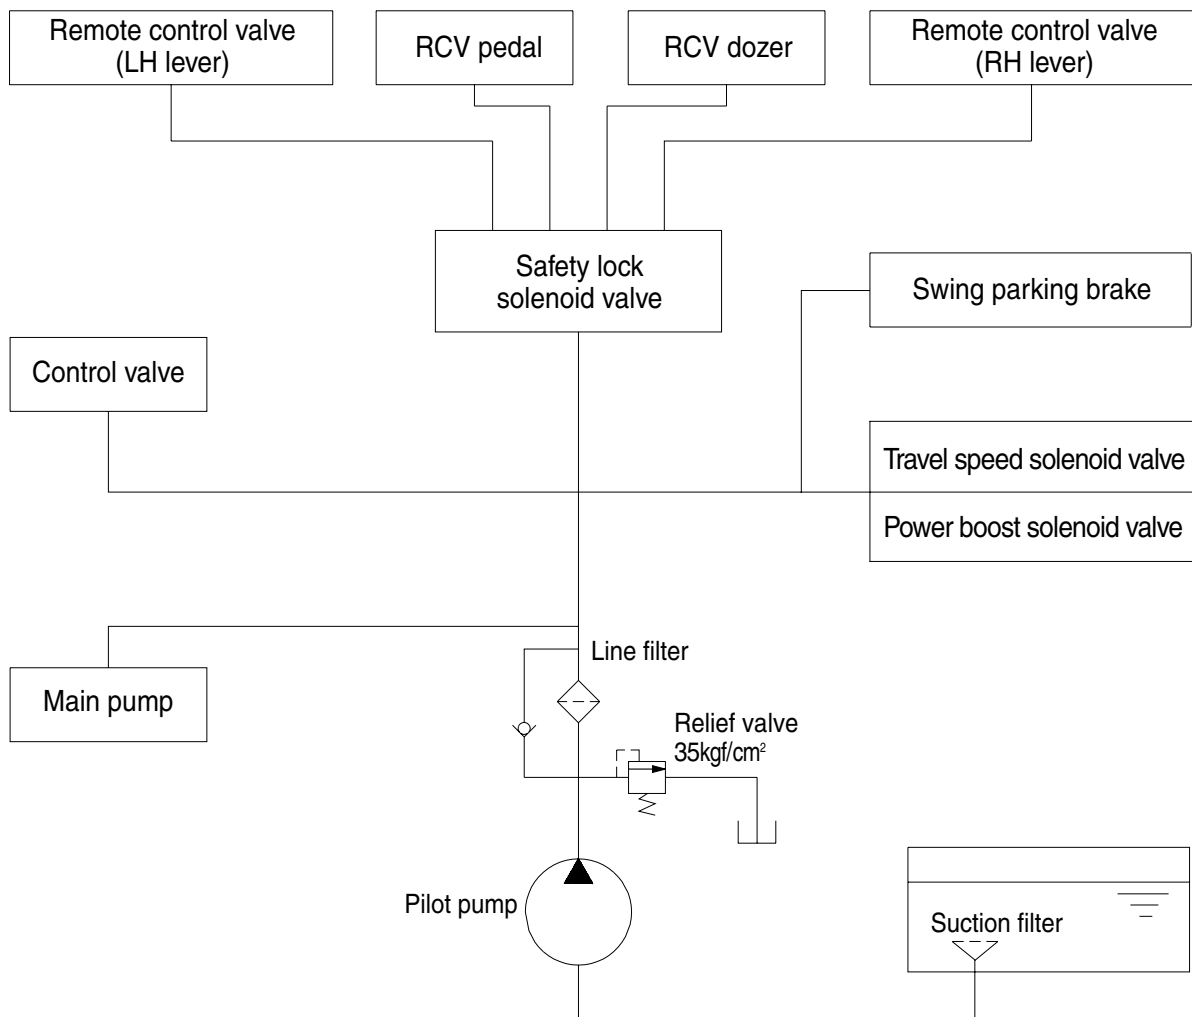 Remote control valve
(LH lever)
RCV pedal
RCV dozer
Remote control valve
(RH lever)
Safety lock
solenoid valve
Swing parking brake
Control valve
Travel speed solenoid valve
Power boost solenoid valve
Main pump
Line filter
Relief valve
35kgf/cm²
Pilot pump
Suction filter